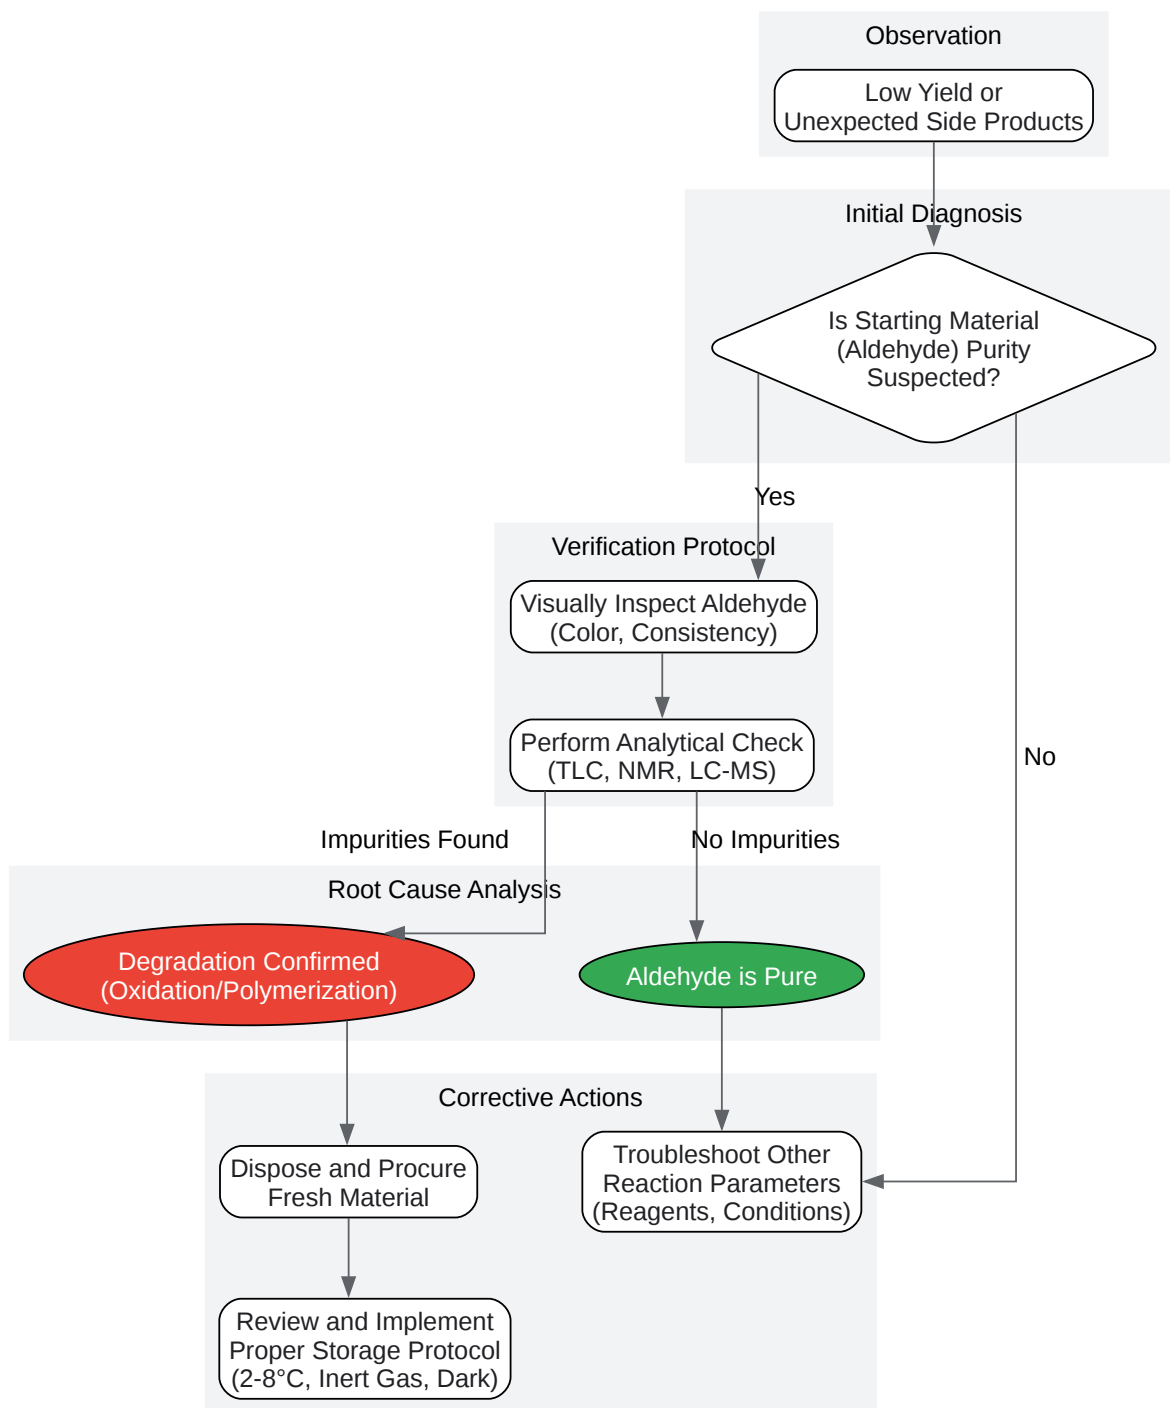 Observation
Low Yield or
Unexpected Side Products
Initial Diagnosis
Is Starting Material
(Aldehyde) Purity
Suspected?
Yes
Verification Protocol
Visually Inspect Aldehyde
(Color, Consistency)
Perform Analytical Check
(TLC, NMR, LC-MS)
No
Impurities Found
No Impurities
Root Cause Analysis
Degradation Confirmed
(Oxidation/Polymerization)
Aldehyde is Pure
Corrective Actions
Dispose and Procure
Fresh Material
Troubleshoot Other
Reaction Parameters
(Reagents, Conditions)
Review and Implement
Proper Storage Protocol
(2-8°C, Inert Gas, Dark)